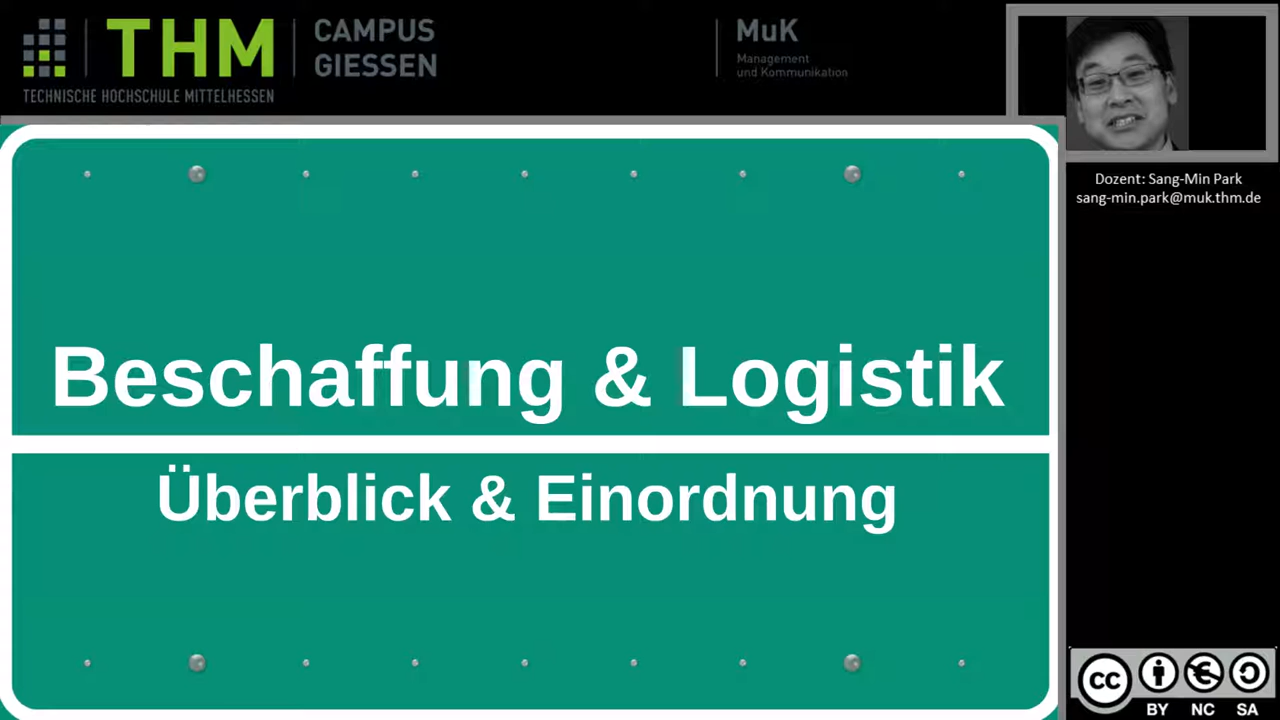 THM
TECHNISCHE HOCHSCHULE MITTELHESSEN
CAMPUS
GIESSEN
MuK
Management
und Kommunikation
Dozent: Sang-Min Park
sang-min.park@muk.thm.de
Beschaffung & Logistik
Überblick & Einordnung
cc
BY NC SA